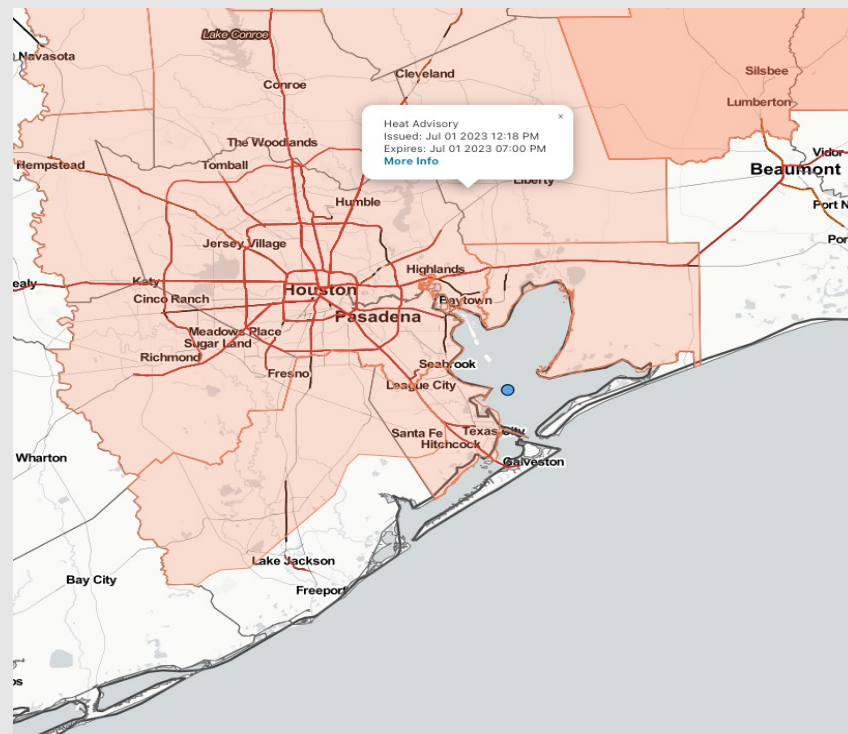 Lake Conroe
Navasota
Cleveland
Silsbee
Conroe
Lumberton
×
Heat Advisory
Issued: Jul 01 2023 12:18 PM
Expires: Jul 01 2023 07:00 PM
More Info
The Woodlands
Vidor
Hempstead
Tomball
Beaumont
Liberty
Humble
Port N
Port
Jersey Village
Highlands
ealy
Katy
Houston
Cinco Ranch
Baytown
Pasadena
Meadows Place
Sugar Land
Richmond
Seabrook
Fresno
League City
Santa Fe
Texas City
Hitchcock
Wharton
Galveston
Lake Jackson
Bay City
Freeport
os